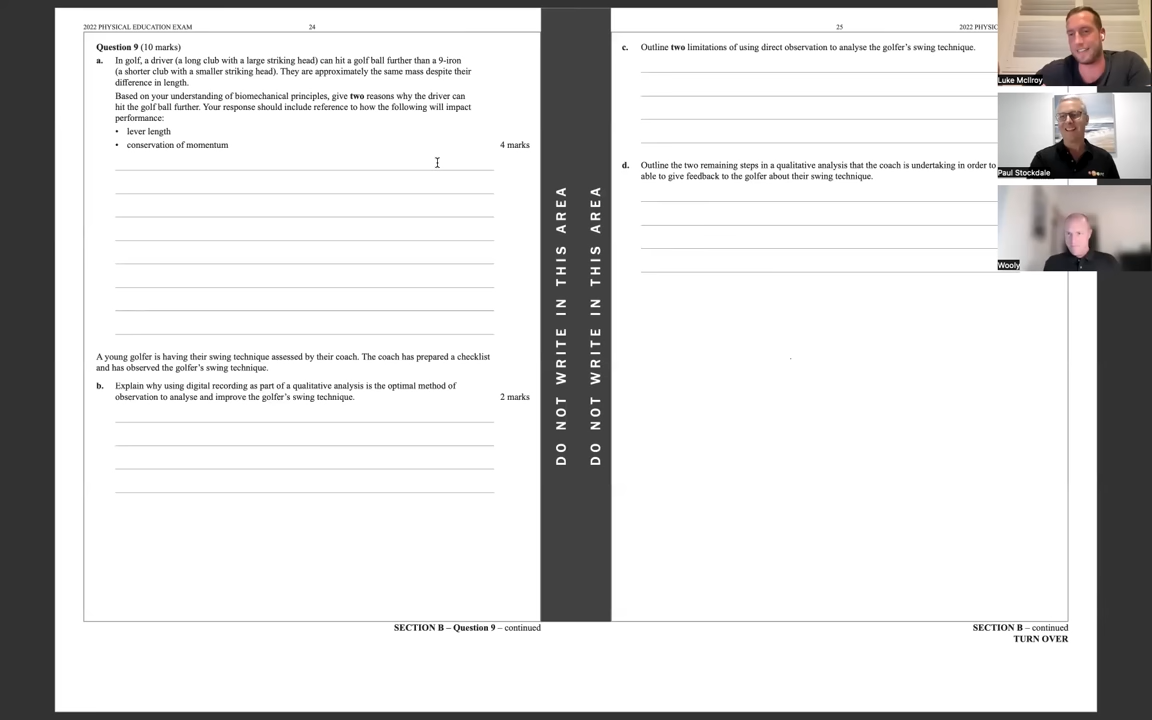 2022 PHYSICAL EDUCATION EXAM
24
Question 9 (10 marks)
a. In golf, a driver (a long club with a large striking head) can hit a golf ball further than a 9-iron
(a shorter club with a smaller striking head). They are approximately the same mass despite their
difference in length.
Based on your understanding of biomechanical principles, give two reasons why the driver can
hit the golf ball further. Your response should include reference to how the following will impact
performance:
• lever length
• conservation of momentum
4 marks
A young golfer is having their swing technique assessed by their coach. The coach has prepared a checklist
and has observed the golfer's swing technique.
b. Explain why using digital recording as part of a qualitative analysis is the optimal method of
observation to analyse and improve the golfer's swing technique.
2 marks
SECTION B – Question 9 – continued
DO NOT WRITE IN THIS AREA
DO NOT WRITE IN THIS AREA
25
2022 PHYSIC
c. Outline two limitations of using direct observation to analyse the golfer's swing technique.
d. Outline the two remaining steps in a qualitative analysis that the coach is undertaking in order to
able to give feedback to the golfer about their swing technique.
SECTION B – continued
TURN OVER
Luke McIlroy
Paul Stockdale
Wooly